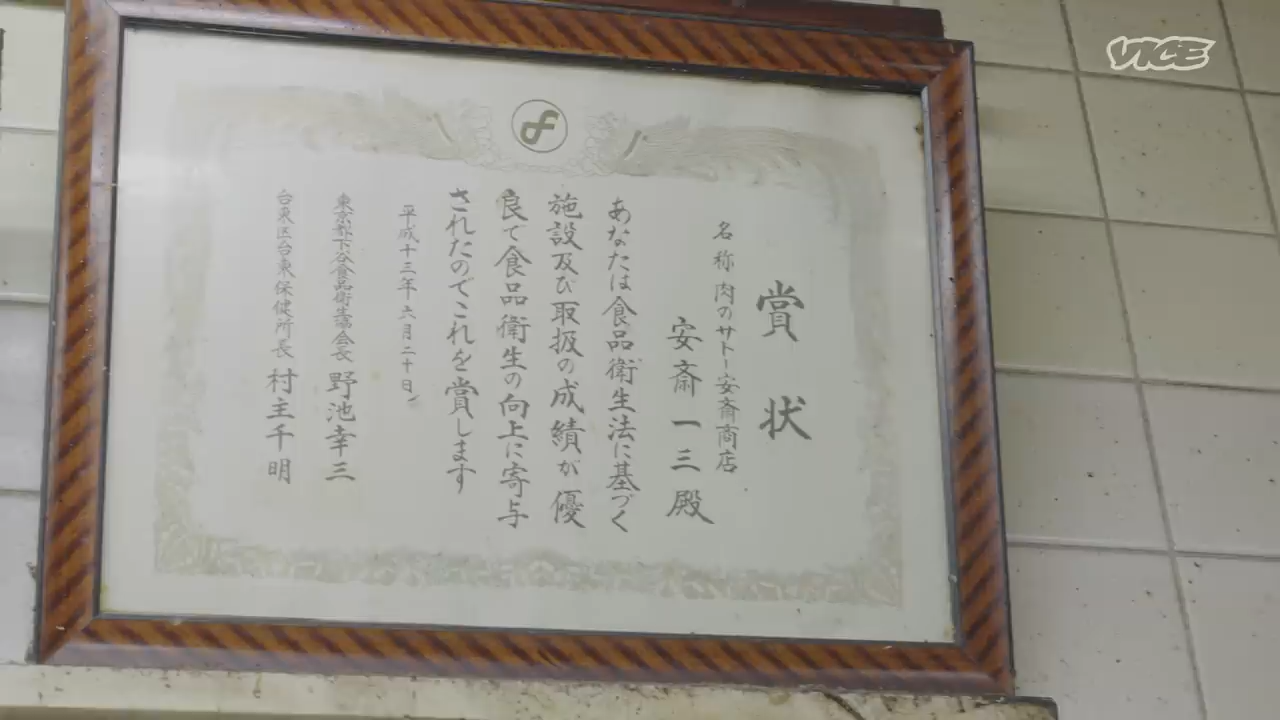 賞状
名称 肉のサトー安斎商店
安斎一三殿
あなたは食品衛生法に基づく
施設及び取扱の成績が優
良で食品衛生の向上に寄与
されたのでこれを賞します
平成十三年六月二十日
東京都下谷食品衛生協会長 野池幸三
台東区台東保健所長 村主千明
VICE